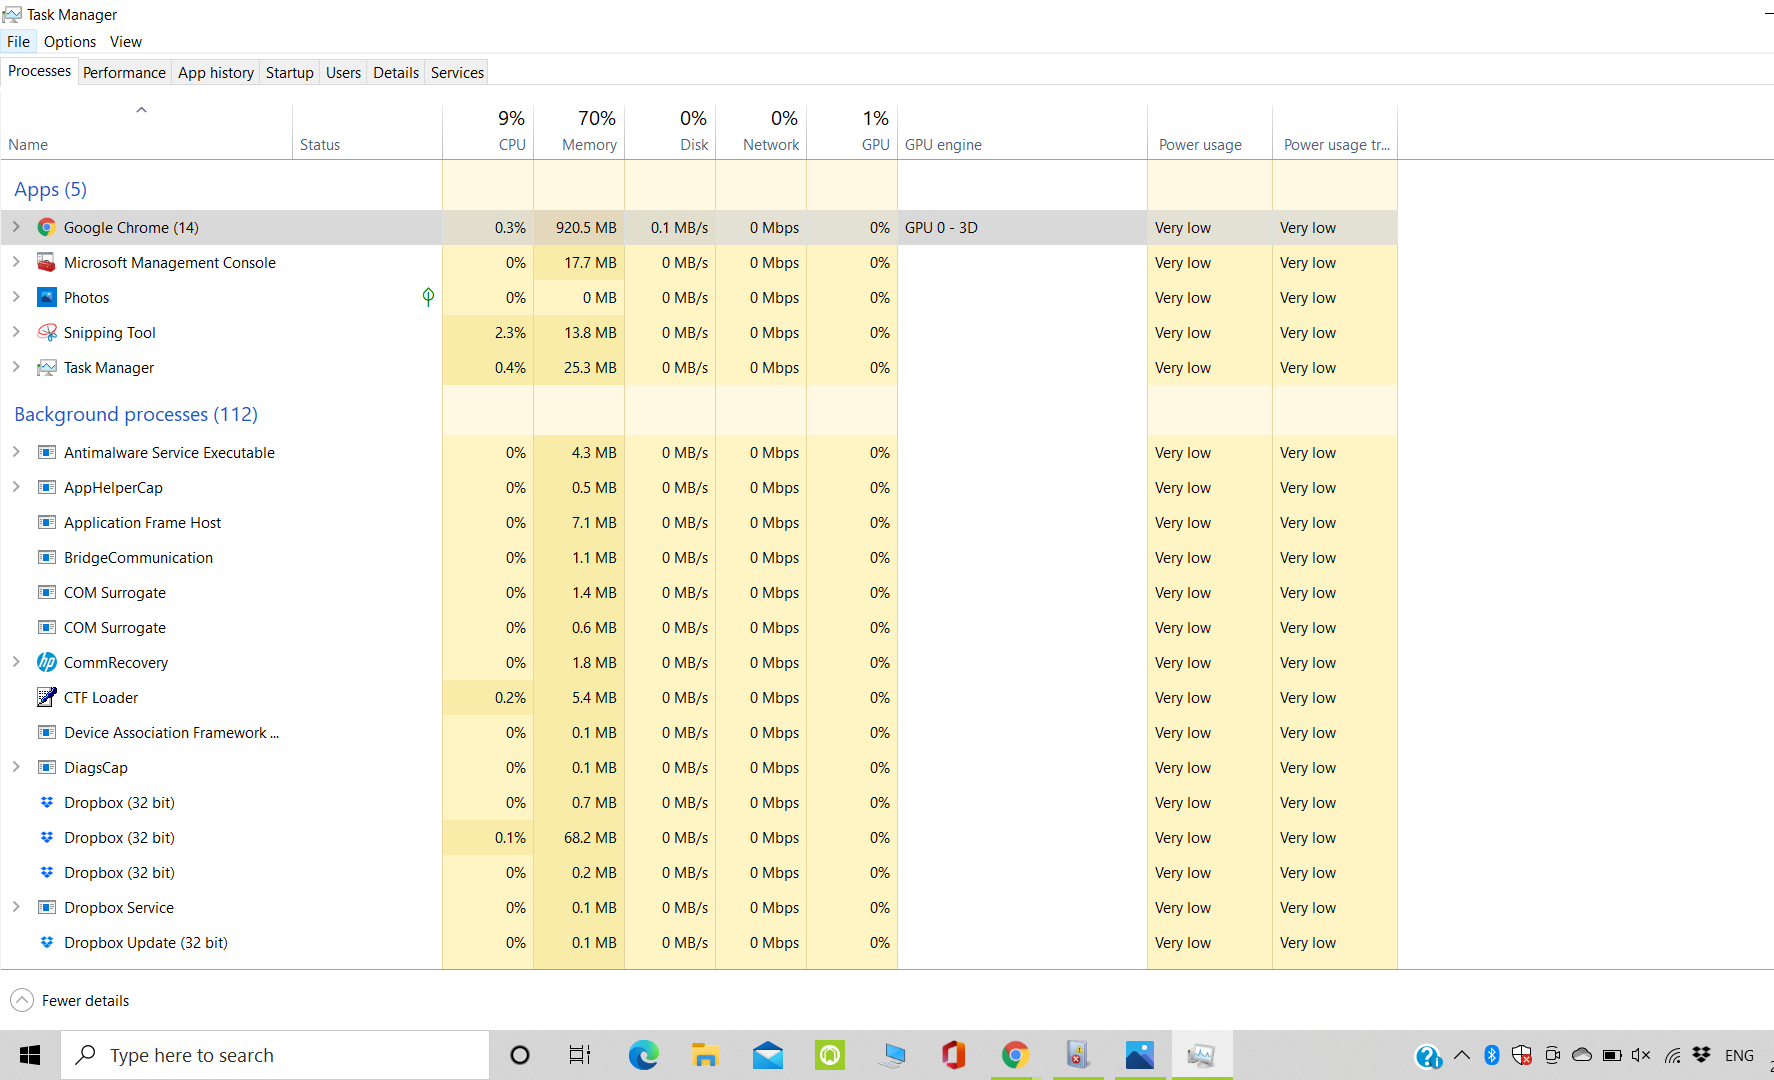 Task Manager
File Options View
Processes Performance App history Startup Users Details Services
9% 70% 0% 0% 1%
Name Status CPU Memory Disk Network GPU GPU engine Power usage Power usage tr...
Apps (5)
Google Chrome (14) 0.3% 920.5 MB 0.1 MB/s 0 Mbps 0% GPU 0 - 3D Very low Very low
Microsoft Management Console 0% 17.7 MB 0 MB/s 0 Mbps 0% Very low Very low
Photos 0% 0 MB 0 MB/s 0 Mbps 0% Very low Very low
Snipping Tool 2.3% 13.8 MB 0 MB/s 0 Mbps 0% Very low Very low
Task Manager 0.4% 25.3 MB 0 MB/s 0 Mbps 0% Very low Very low
Background processes (112)
Antimalware Service Executable 0% 4.3 MB 0 MB/s 0 Mbps 0% Very low Very low
AppHelperCap 0% 0.5 MB 0 MB/s 0 Mbps 0% Very low Very low
Application Frame Host 0% 7.1 MB 0 MB/s 0 Mbps 0% Very low Very low
BridgeCommunication 0% 1.1 MB 0 MB/s 0 Mbps 0% Very low Very low
COM Surrogate 0% 1.4 MB 0 MB/s 0 Mbps 0% Very low Very low
COM Surrogate 0% 0.6 MB 0 MB/s 0 Mbps 0% Very low Very low
hp CommRecovery 0% 1.8 MB 0 MB/s 0 Mbps 0% Very low Very low
CTF Loader 0.2% 5.4 MB 0 MB/s 0 Mbps 0% Very low Very low
Device Association Framework ... 0% 0.1 MB 0 MB/s 0 Mbps 0% Very low Very low
DiagsCap 0% 0.1 MB 0 MB/s 0 Mbps 0% Very low Very low
Dropbox (32 bit) 0% 0.7 MB 0 MB/s 0 Mbps 0% Very low Very low
Dropbox (32 bit) 0.1% 68.2 MB 0 MB/s 0 Mbps 0% Very low Very low
Dropbox (32 bit) 0% 0.2 MB 0 MB/s 0 Mbps 0% Very low Very low
Dropbox Service 0% 0.1 MB 0 MB/s 0 Mbps 0% Very low Very low
Dropbox Update (32 bit) 0% 0.1 MB 0 MB/s 0 Mbps 0% Very low Very low
Fewer details
Type here to search ENG